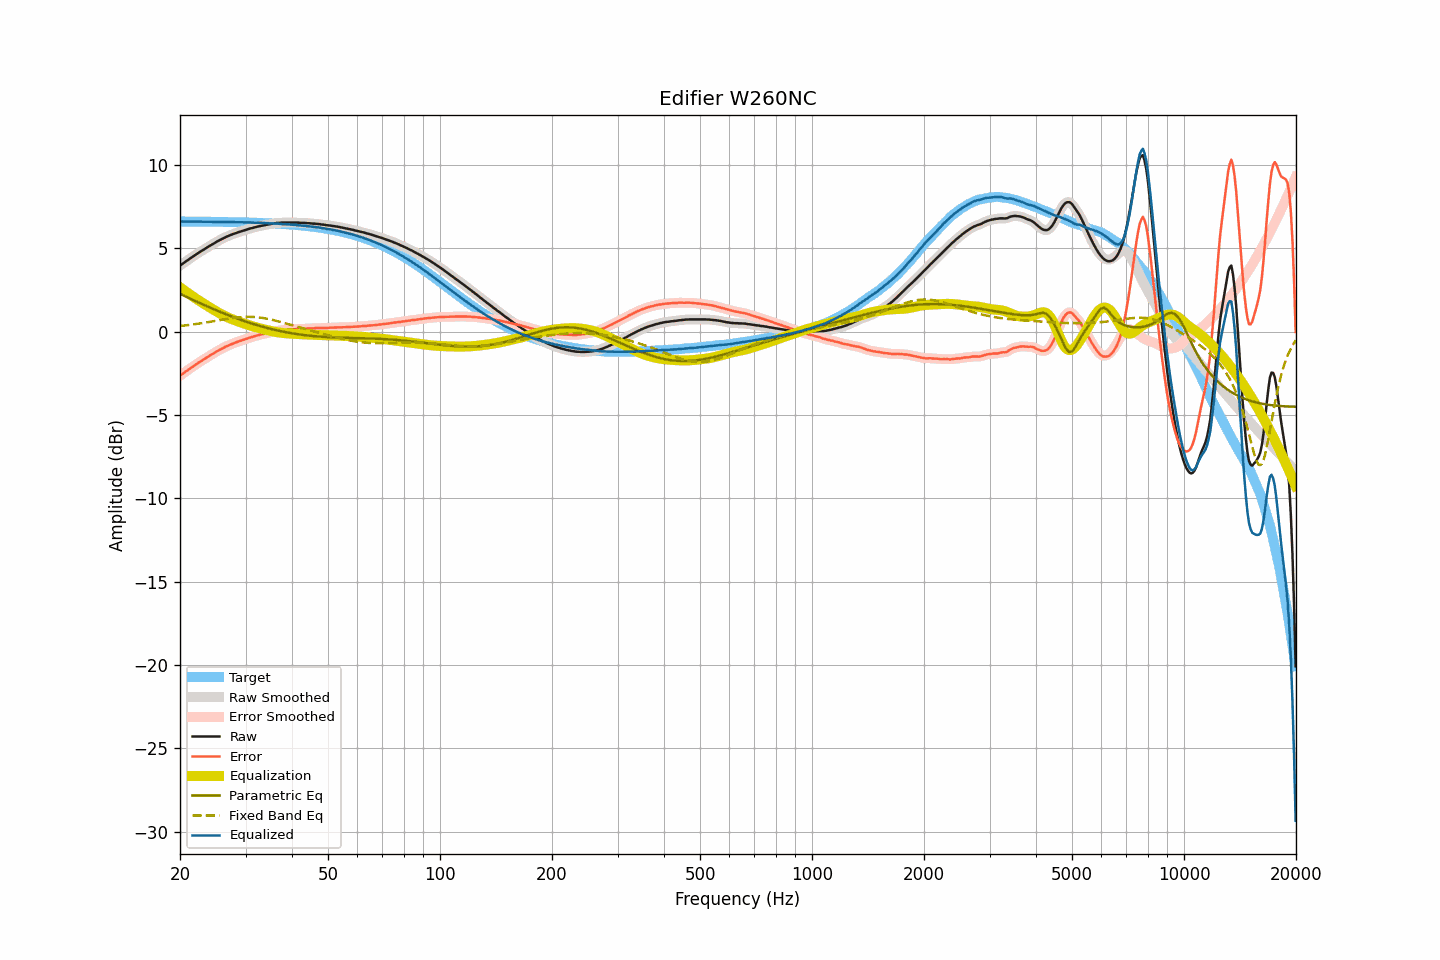 Edifier W260NC
Amplitude (dBr)
10
5
0
−5
−10
−15
−20
−25
−30
Target
Raw Smoothed
Error Smoothed
Raw
Error
Equalization
Parametric Eq
Fixed Band Eq
Equalized
20 50 100 200 500 1000 2000 5000 10000 20000
Frequency (Hz)